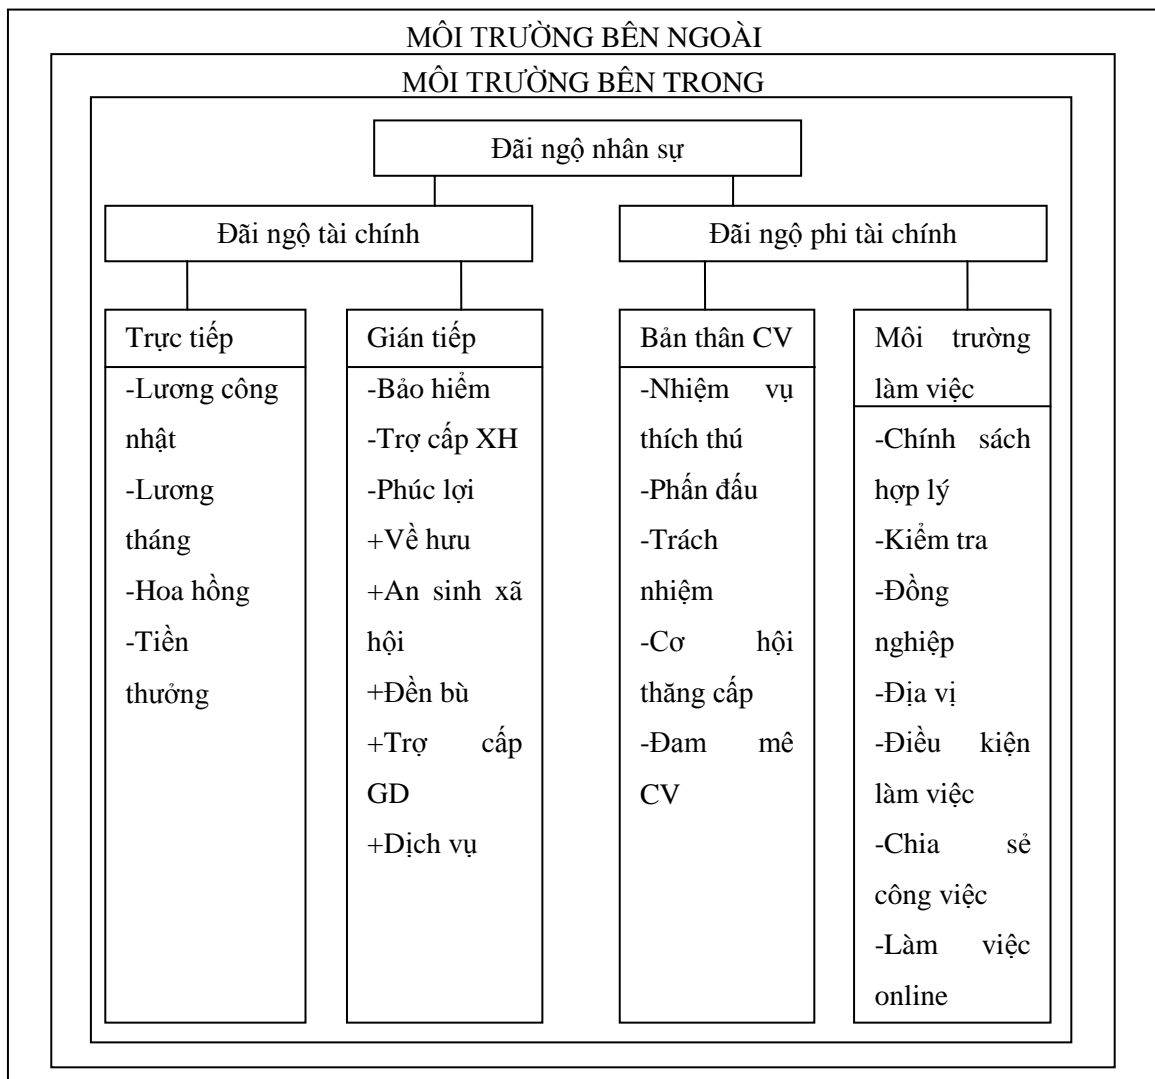 MÔI TRƯỜNG BÊN NGOÀI
MÔI TRƯỜNG BÊN TRONG
Đãi ngộ nhân sự
Đãi ngộ tài chính
Đãi ngộ phi tài chính
Trực tiếp
-Lương công
nhật
-Lương
tháng
-Hoa hồng
-Tiền
thưởng
Gián tiếp
-Bảo hiểm
-Trợ cấp XH
-Phúc lợi
+Về hưu
+An sinh xã
hội
+Đền bù
+Trợ cấp
GD
+Dịch vụ
Bản thân CV
-Nhiệm vụ
thích thú
-Phấn đấu
-Trách
nhiệm
-Cơ hội
thăng cấp
-Đam mê
CV
Môi trường
làm việc
-Chính sách
hợp lý
-Kiểm tra
-Đồng
nghiệp
-Địa vị
-Điều kiện
làm việc
-Chia sẻ
công việc
-Làm việc
online